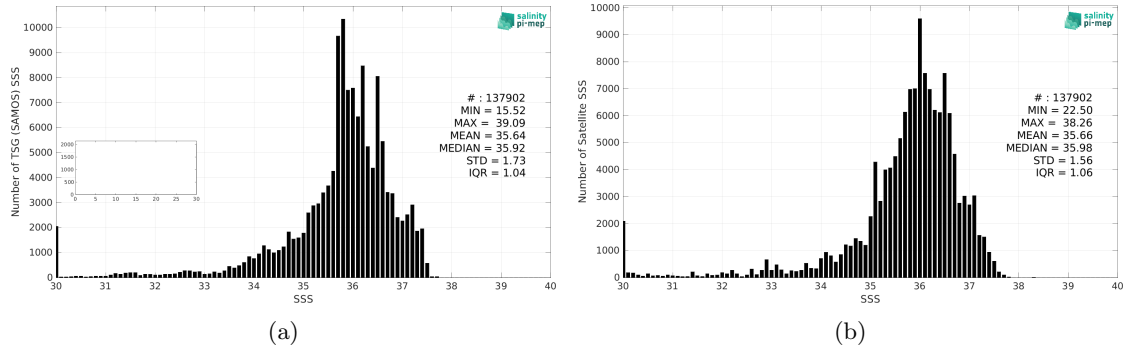 10000
9000
8000
7000
6000
5000
4000
3000
2000
1000
0
Number of TSG (SAMOS) SSS
salinity
pi-mep
# : 137902
MIN = 15.52
MAX = 39.09
MEAN = 35.64
MEDIAN = 35.92
STD = 1.73
IQR = 1.04
2000
1500
1000
500
0
0 5 10 15 20 25 30
30 31 32 33 34 35 36 37 38 39 40
SSS
(a)
10000
9000
8000
7000
6000
5000
4000
3000
2000
1000
0
Number of Satellite SSS
salinity
pi-mep
# : 137902
MIN = 22.50
MAX = 38.26
MEAN = 35.66
MEDIAN = 35.98
STD = 1.56
IQR = 1.06
30 31 32 33 34 35 36 37 38 39 40
SSS
(b)